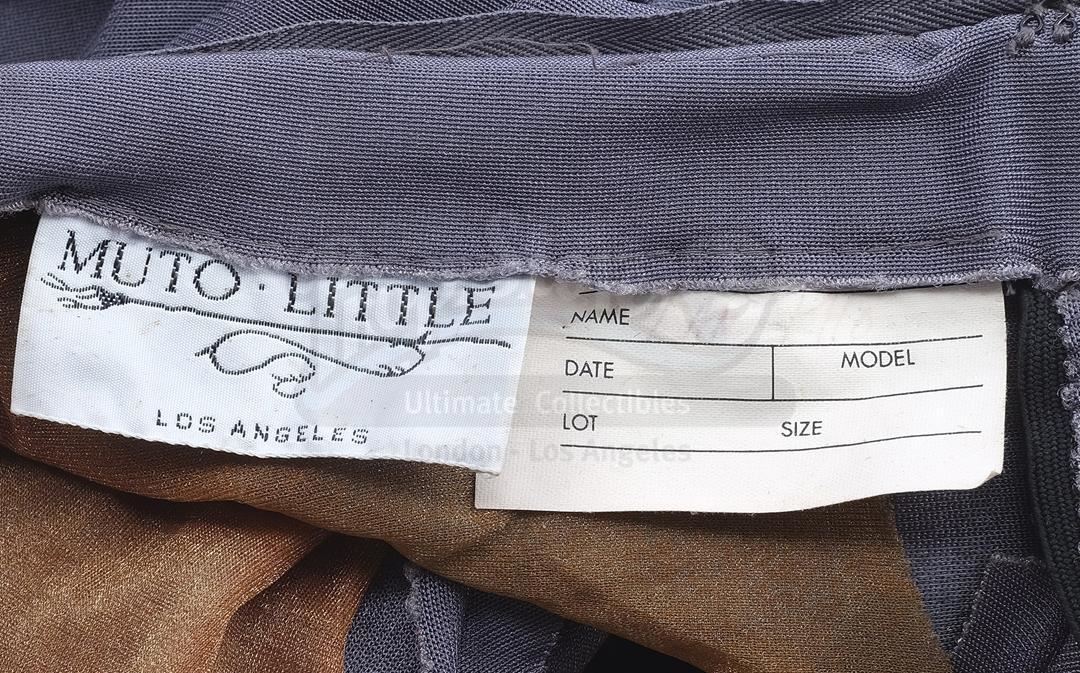 MUTO · LITTLE
LOS ANGELES
NAME
DATE MODEL
LOT SIZE
Ultimate Collectibles
London - Los Angeles